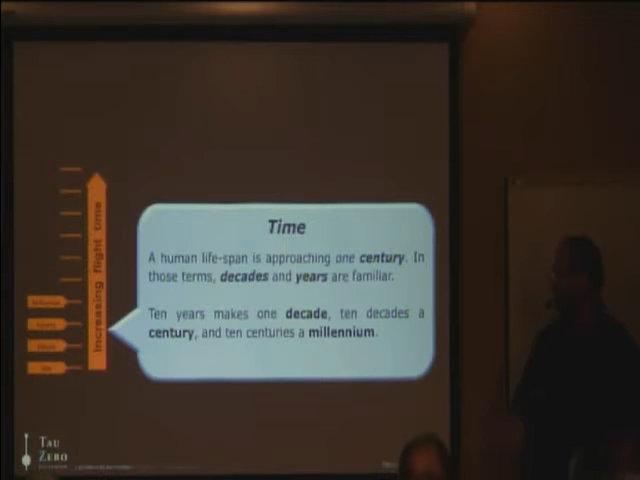 Time
A human life-span is approaching one century. In
those terms, decades and years are familiar.
Ten years makes one decade, ten decades a
century, and ten centuries a millennium.
Increasing flight time
TAU
ZERO